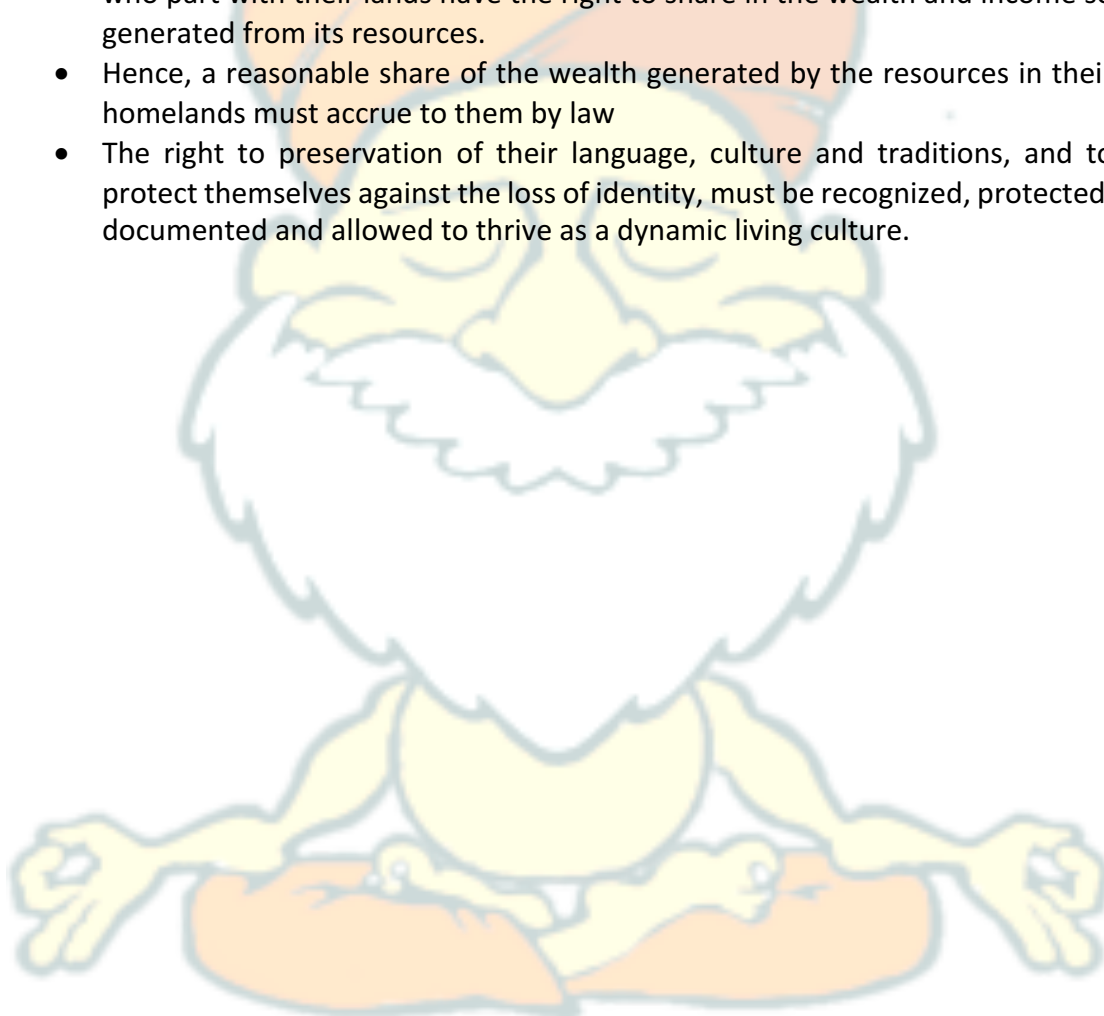 who part with their lands have the right to share in the wealth and income so
generated from its resources.
• Hence, a reasonable share of the wealth generated by the resources in their
homelands must accrue to them by law
• The right to preservation of their language, culture and traditions, and to
protect themselves against the loss of identity, must be recognized, protected
documented and allowed to thrive as a dynamic living culture.